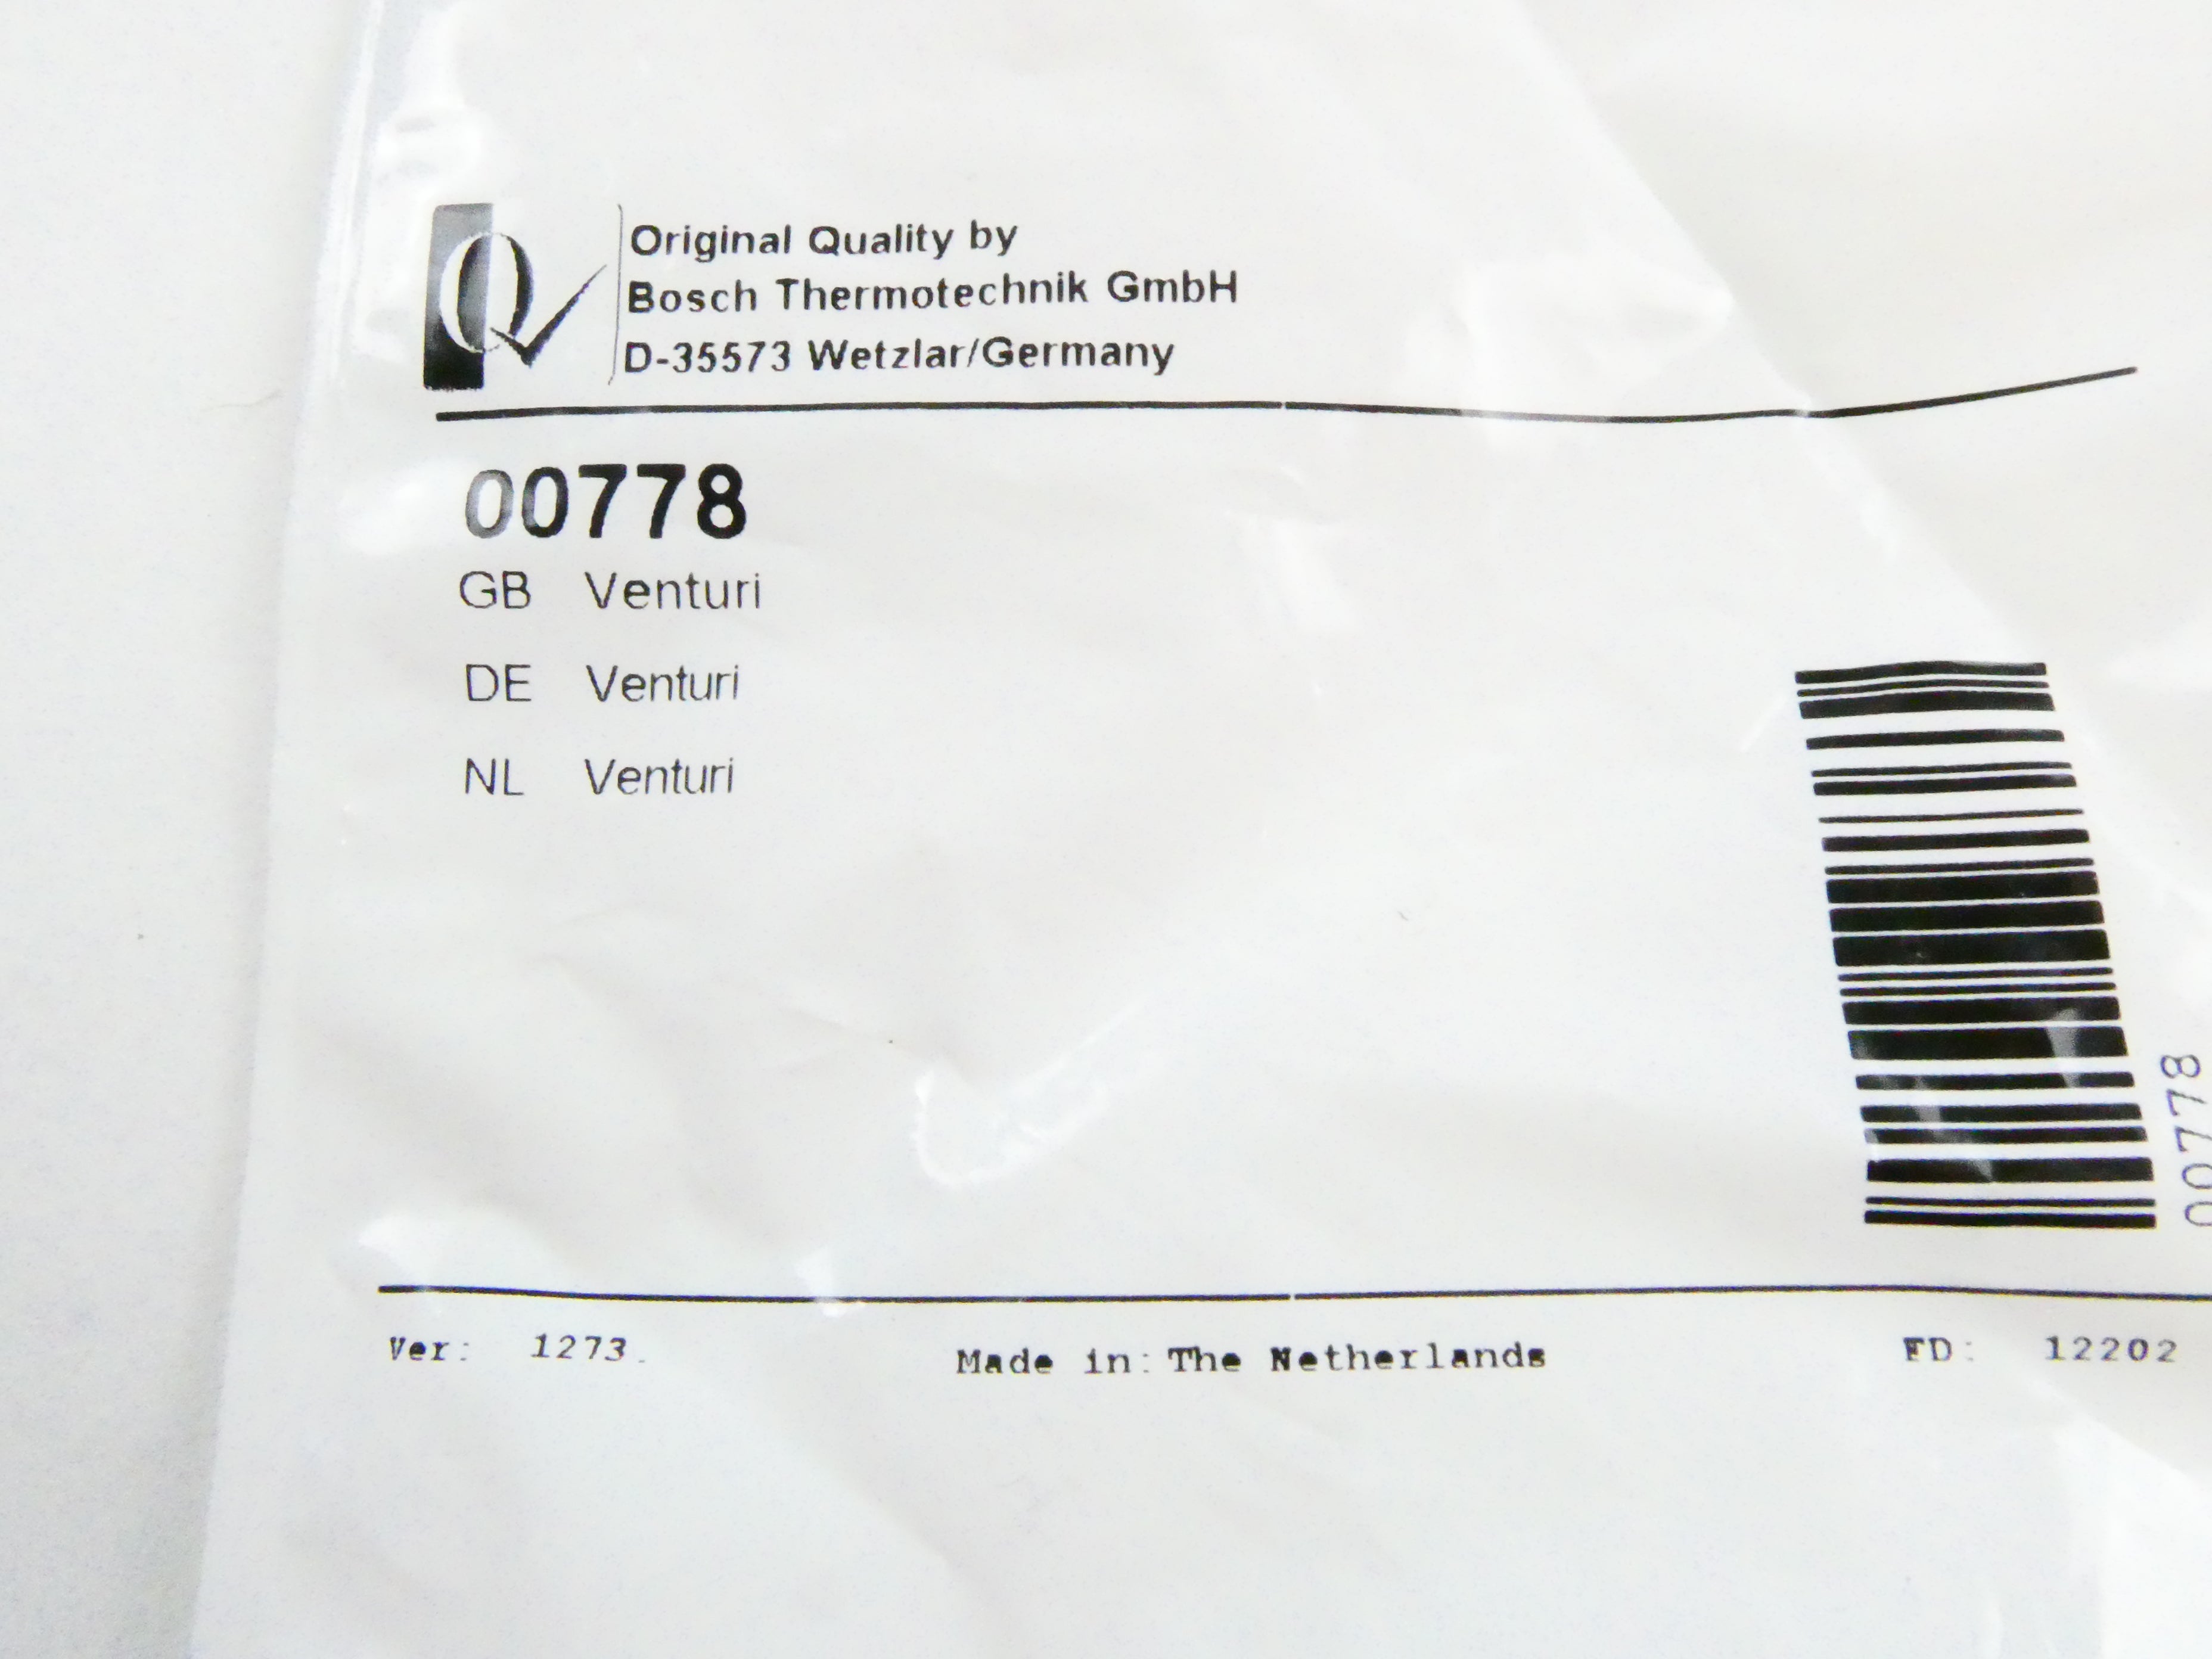 Original Quality by
Bosch Thermotechnik GmbH
D-35573 Wetzlar/Germany
00778
GB Venturi
DE Venturi
NL Venturi
00778
Ver: 1273.
Made in: The Netherlands
FD: 12202